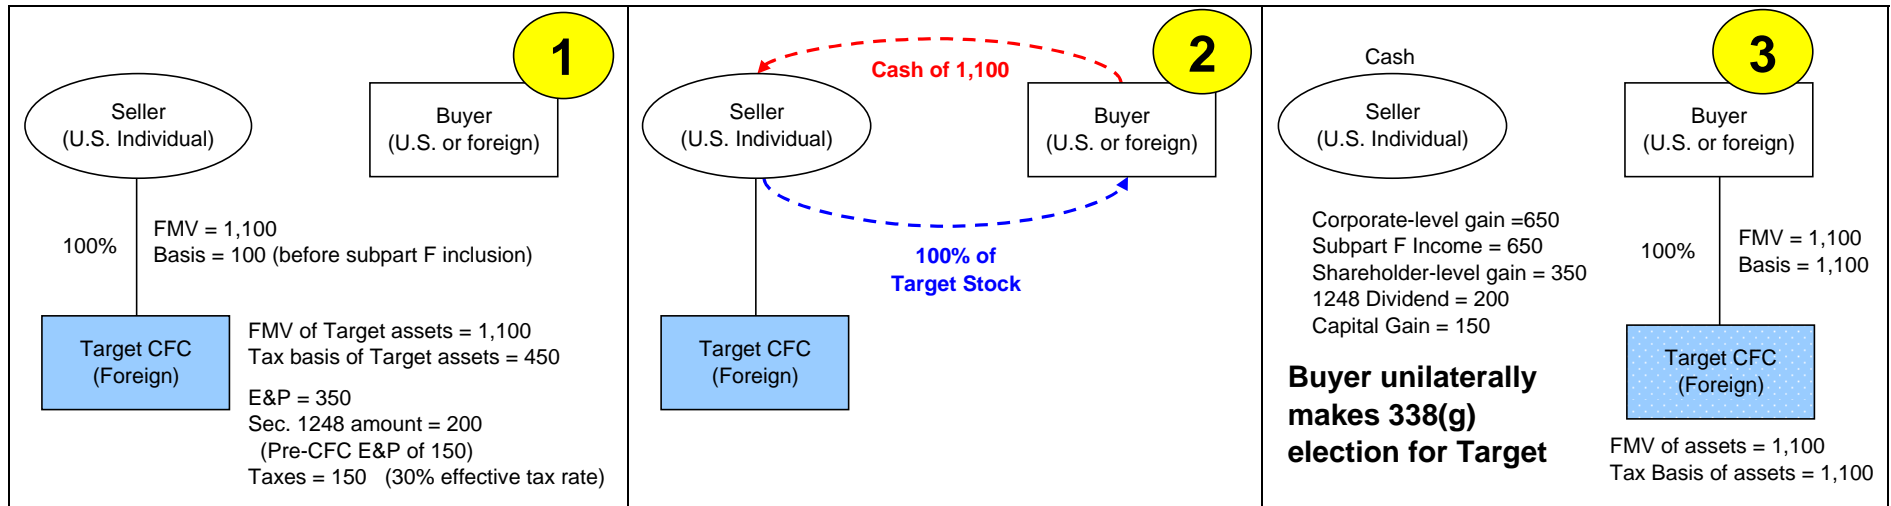 1
Seller
(U.S. Individual)
Buyer
(U.S. or foreign)
100%
FMV = 1,100
Basis = 100 (before subpart F inclusion)
Target CFC
(Foreign)
FMV of Target assets = 1,100
Tax basis of Target assets = 450
E&P = 350
Sec. 1248 amount = 200
(Pre-CFC E&P of 150)
Taxes = 150 (30% effective tax rate)
2
Cash of 1,100
Seller
(U.S. Individual)
Buyer
(U.S. or foreign)
100% of
Target Stock
Target CFC
(Foreign)
3
Cash
Seller
(U.S. Individual)
Buyer
(U.S. or foreign)
Corporate-level gain =650
Subpart F Income = 650
Shareholder-level gain = 350
1248 Dividend = 200
Capital Gain = 150
100%
FMV = 1,100
Basis = 1,100
Buyer unilaterally
makes 338(g)
election for Target
Target CFC
(Foreign)
FMV of assets = 1,100
Tax Basis of assets = 1,100